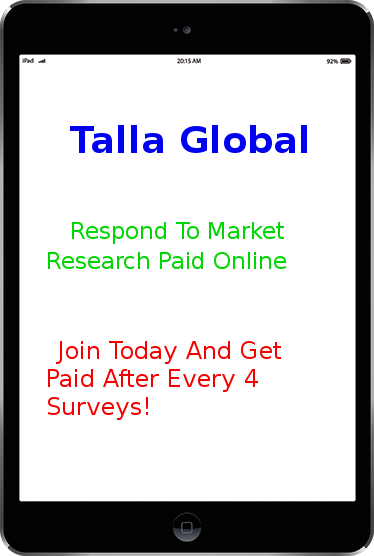 iPad 20:15 AM 92%
Talla Global
Respond To Market
Research Paid Online
Join Today And Get
Paid After Every 4
Surveys!